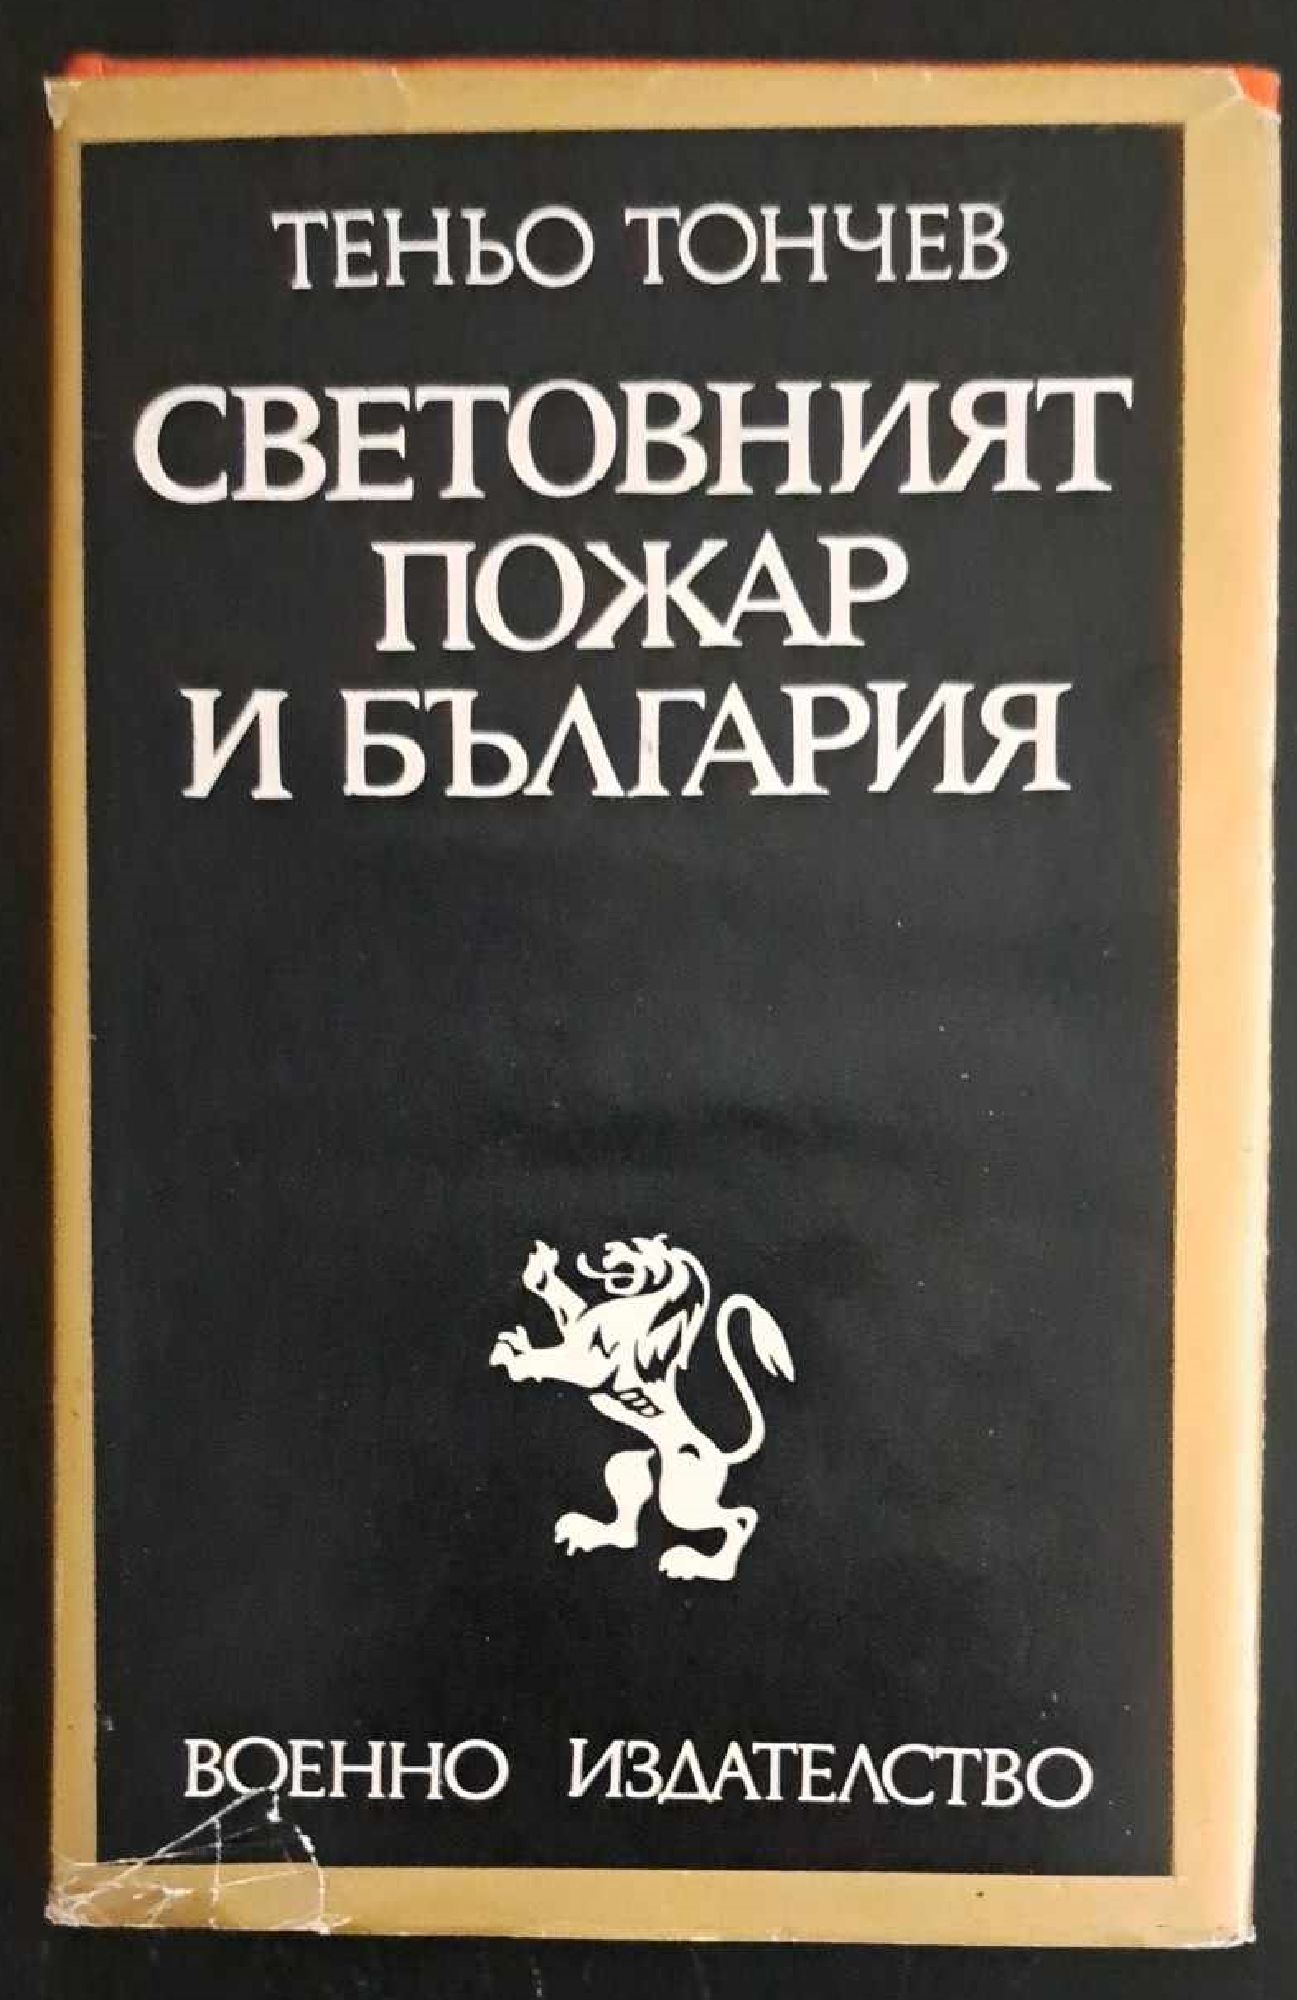 ТЕНЬО ТОНЧЕВ
СВЕТОВНИЯТ
ПОЖАР
И БЪЛГАРИЯ
ВОЕННО ИЗДАТЕЛСТВО